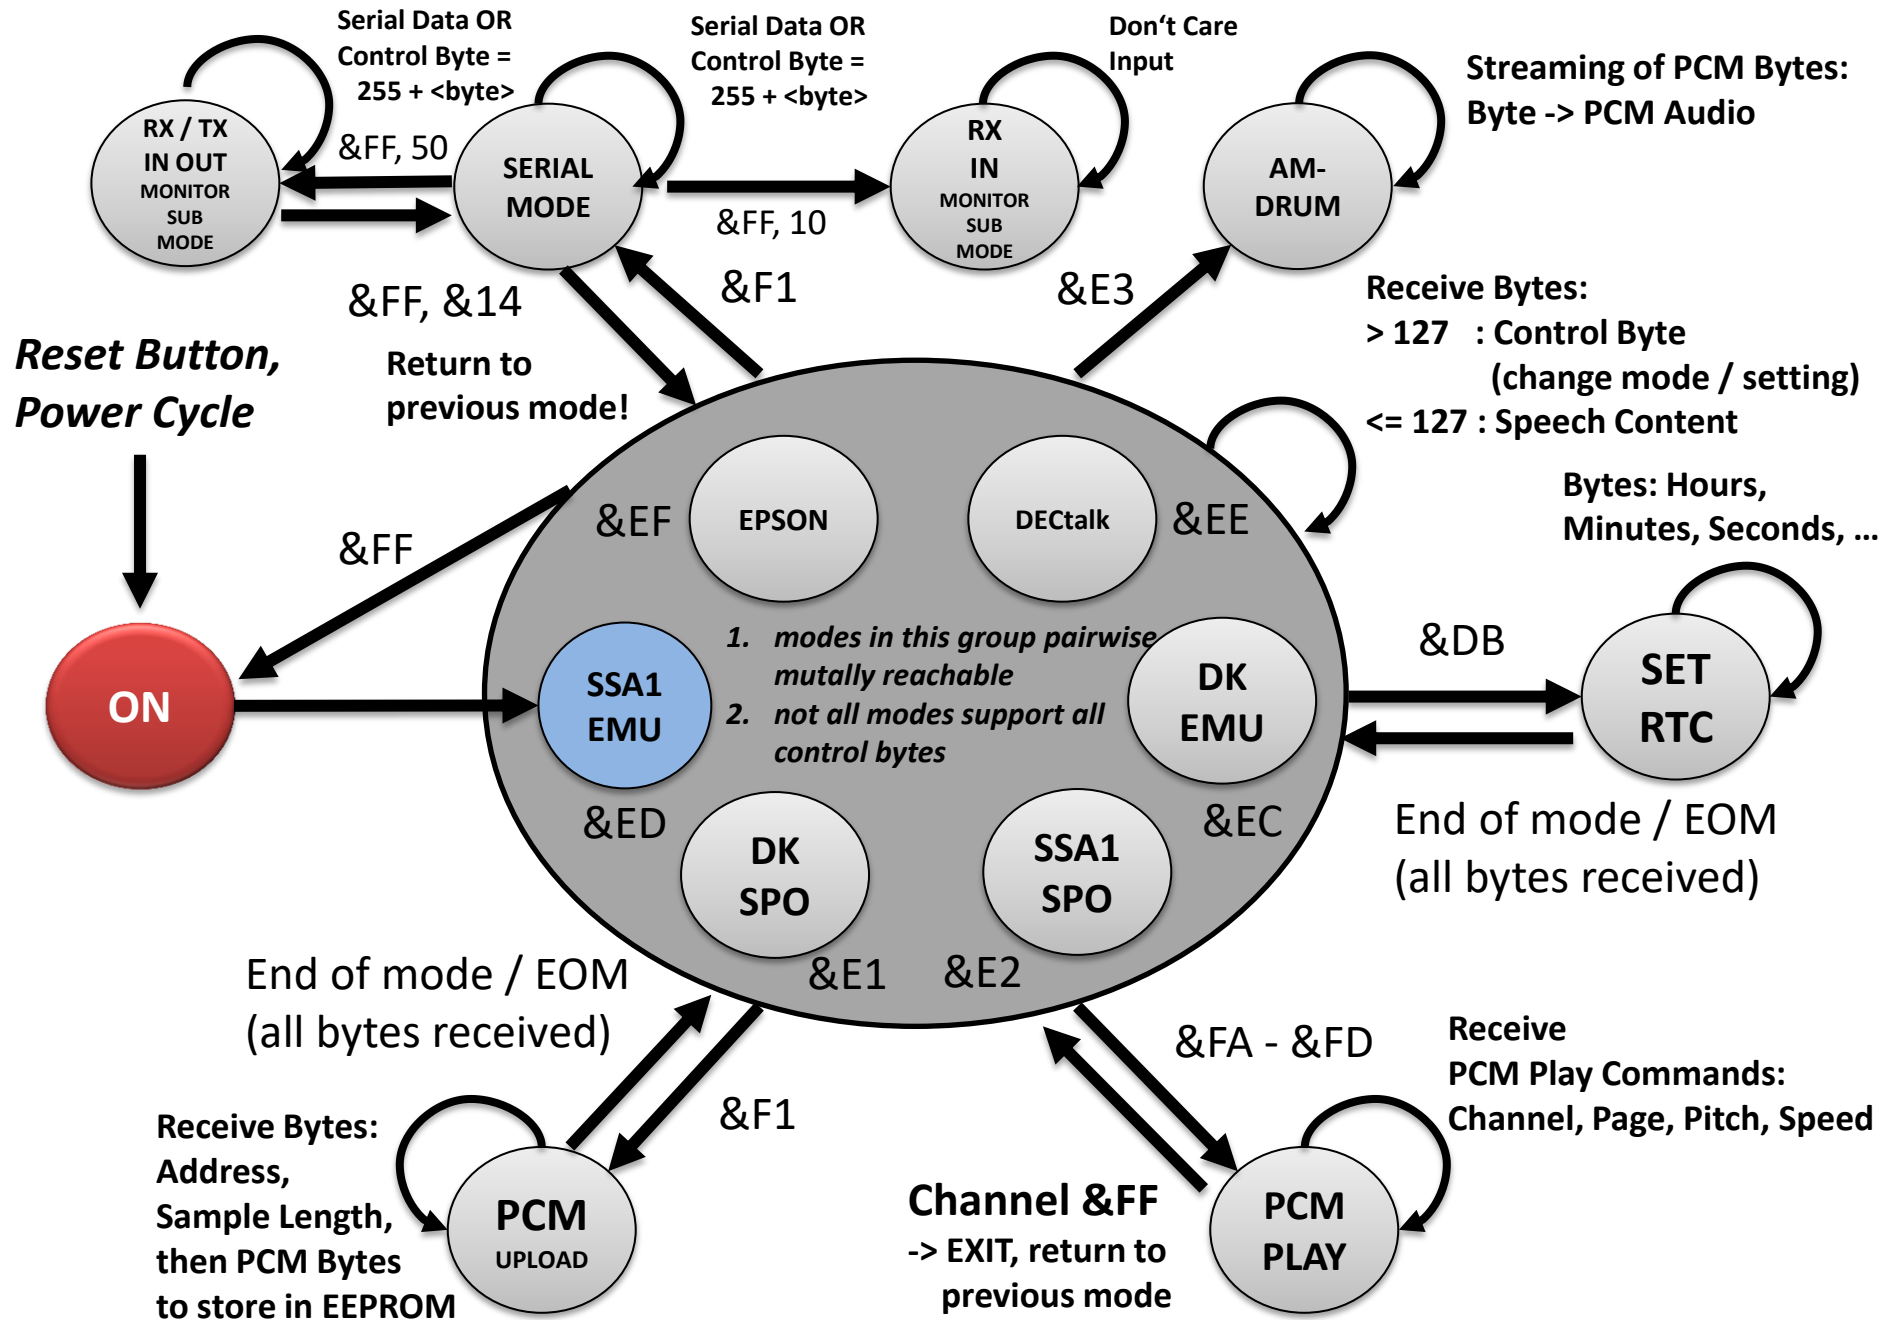 Serial Data OR
Control Byte =
255 + <byte>
Serial Data OR
Control Byte =
255 + <byte>
Don‘t Care
Input
Streaming of PCM Bytes:
Byte -> PCM Audio
RX / TX
IN OUT
MONITOR
SUB
MODE
&FF, 50
SERIAL
MODE
&FF, 10
RX
IN
MONITOR
SUB
MODE
AM-
DRUM
&FF, &14
&F1
&E3
Return to
previous mode!
Receive Bytes:
> 127 : Control Byte
(change mode / setting)
<= 127 : Speech Content
Reset Button,
Power Cycle
Bytes: Hours,
Minutes, Seconds, ...
&FF
&EF
EPSON
DECtalk
&EE
ON
SSA1
EMU
&ED
1. modes in this group pairwise
mutally reachable
2. not all modes support all
control bytes
DK
EMU
&EC
&DB
SET
RTC
End of mode / EOM
(all bytes received)
DK
SPO
&E1
SSA1
SPO
&E2
End of mode / EOM
(all bytes received)
&F1
&FA - &FD
Receive
PCM Play Commands:
Channel, Page, Pitch, Speed
Receive Bytes:
Address,
Sample Length,
then PCM Bytes
to store in EEPROM
PCM
UPLOAD
Channel &FF
-> EXIT, return to
previous mode
PCM
PLAY